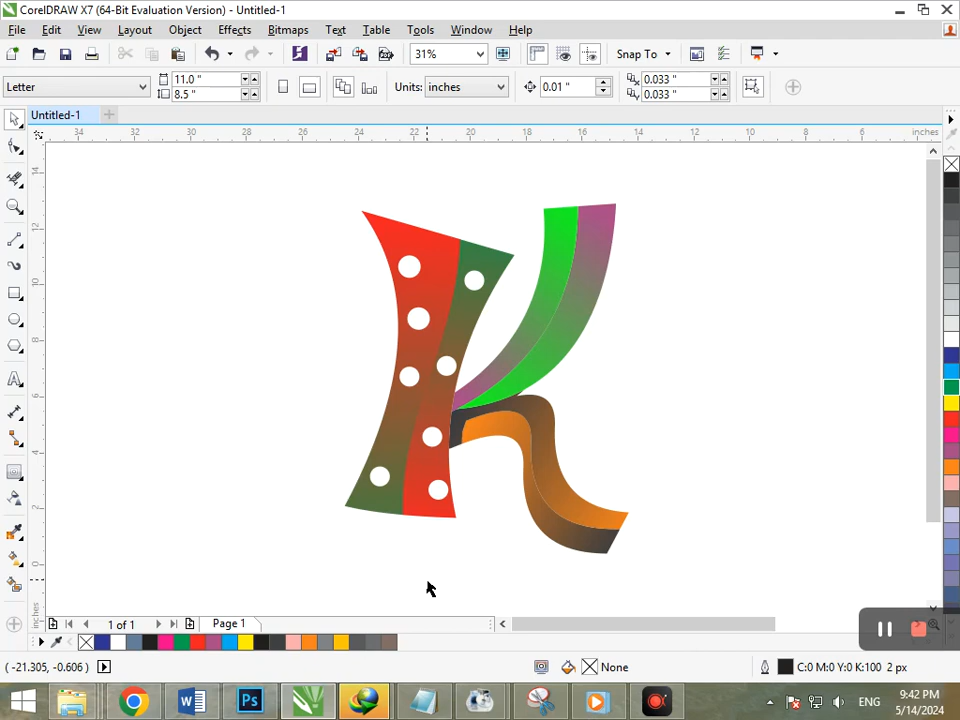 CorelDRAW X7 (64-Bit Evaluation Version) - Untitled-1
File Edit View Layout Object Effects Bitmaps Text Table Tools Window Help
31% Snap To
Letter 11.0 " 8.5 " Units: inches 0.01 " 0.033 " 0.033 "
Untitled-1
34 32 30 28 26 24 22 20 18 16 14 12 10 8 6 inches
14
12
10
8
6
4
2
0
inches
K
1 of 1 Page 1
(-21.305, -0.606) None C:0 M:0 Y:0 K:100 2 px
W Ps ENG 9:42 PM
5/14/2024